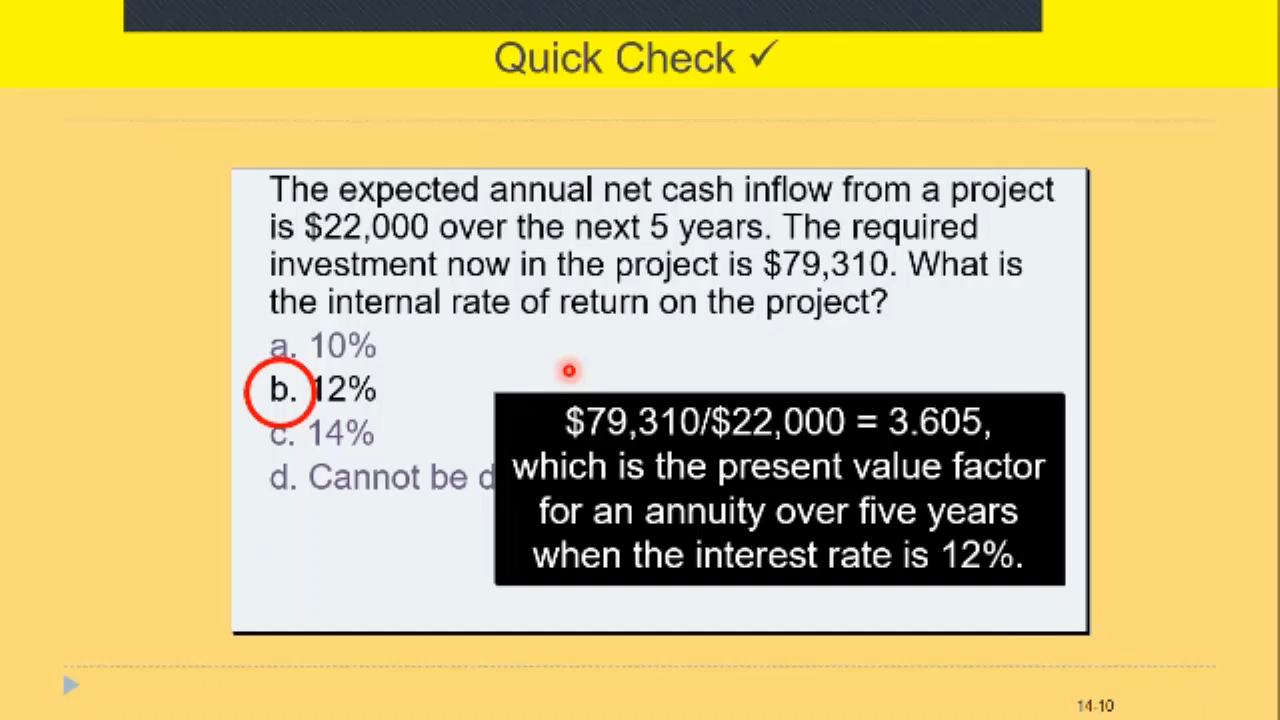 Quick Check ✓
The expected annual net cash inflow from a project
is $22,000 over the next 5 years. The required
investment now in the project is $79,310. What is
the internal rate of return on the project?
a. 10%
b. 12%
c. 14%
d. Cannot be d
$79,310/$22,000 = 3.605,
which is the present value factor
for an annuity over five years
when the interest rate is 12%.
14-10